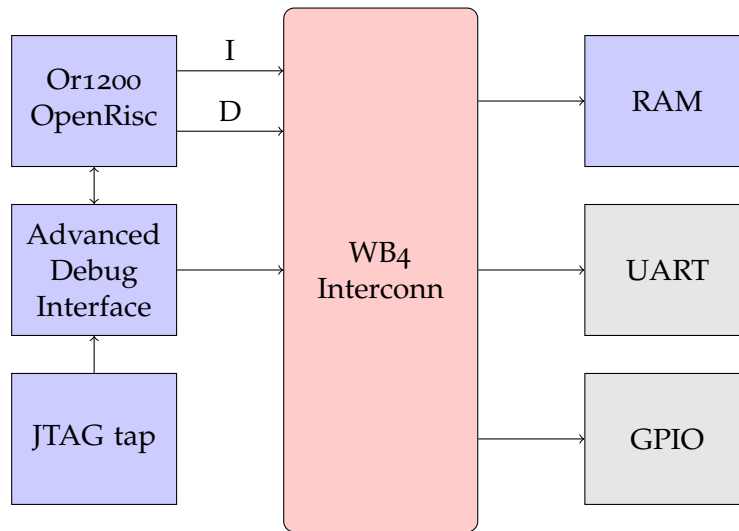 Or1200
OpenRisc
I
D
RAM
Advanced
Debug
Interface
WB4
Interconn
UART
JTAG tap
GPIO